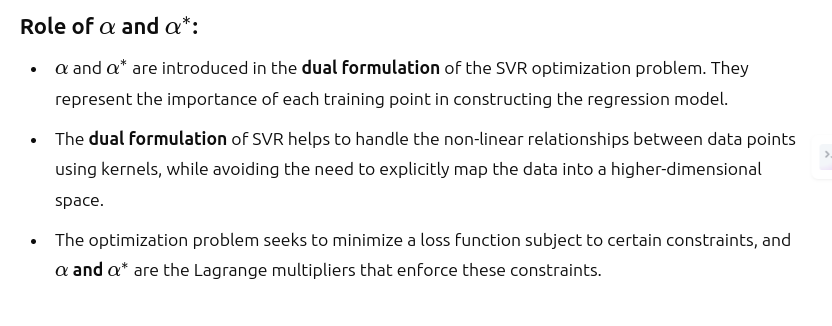 Role of α and α*:
• α and α* are introduced in the dual formulation of the SVR optimization problem. They
represent the importance of each training point in constructing the regression model.
• The dual formulation of SVR helps to handle the non-linear relationships between data points
using kernels, while avoiding the need to explicitly map the data into a higher-dimensional
space.
• The optimization problem seeks to minimize a loss function subject to certain constraints, and
α and α* are the Lagrange multipliers that enforce these constraints.